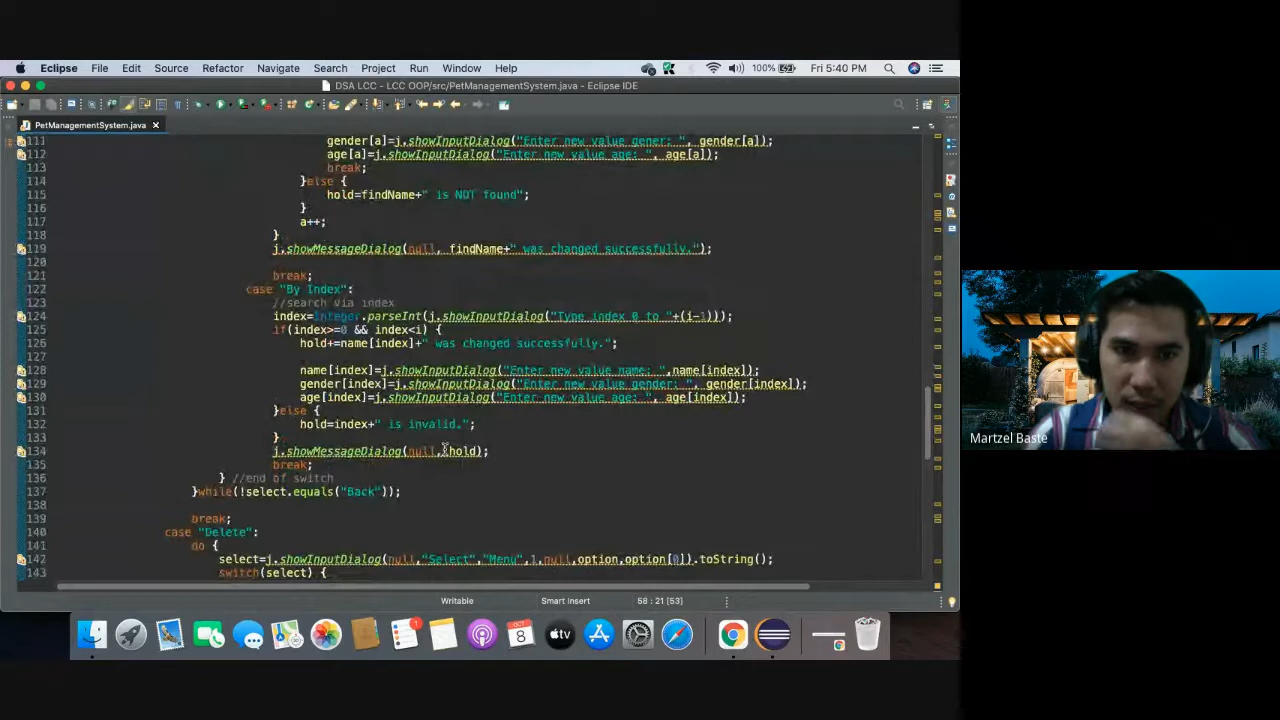 Eclipse File Edit Source Refactor Navigate Search Project Run Window Help 100% Fri 5:40 PM
DSA LCC - LCC OOP/src/PetManagementSystem.java - Eclipse IDE
PetManagementSystem.java
111 gender[a]=j.showInputDialog("Enter new value gener: ", gender[a]);
112 age[a]=j.showInputDialog("Enter new value age: ", age[a]);
113 break;
114 }else {
115 hold=findName+" is NOT found";
116 }
117 a++;
118 }
119 j.showMessageDialog(null, findName+" was changed successfully.");
120
121 break;
122 case "By Index":
123 //search via index
124 index=Integer.parseInt(j.showInputDialog("Type index 0 to "+(i-1)));
125 if(index>=0 && index<i) {
126 hold+=name[index]+" was changed successfully.";
127
128 name[index]=j.showInputDialog("Enter new value name: ",name[index]);
129 gender[index]=j.showInputDialog("Enter new value gender: ", gender[index]);
130 age[index]=j.showInputDialog("Enter new value age: ", age[index]);
131 }else {
132 hold=index+" is invalid.";
133 }
134 j.showMessageDialog(null, hold);
135 break;
136 } //end of switch
137 }while(!select.equals("Back"));
138
139 break;
140 case "Delete":
141 do {
142 select=j.showInputDialog(null,"Select","Menu",1,null,option,option[0]).toString();
143 switch(select) {
Writable Smart Insert 58 : 21 [53]
1
OCT
8
tv
Martzel Baste